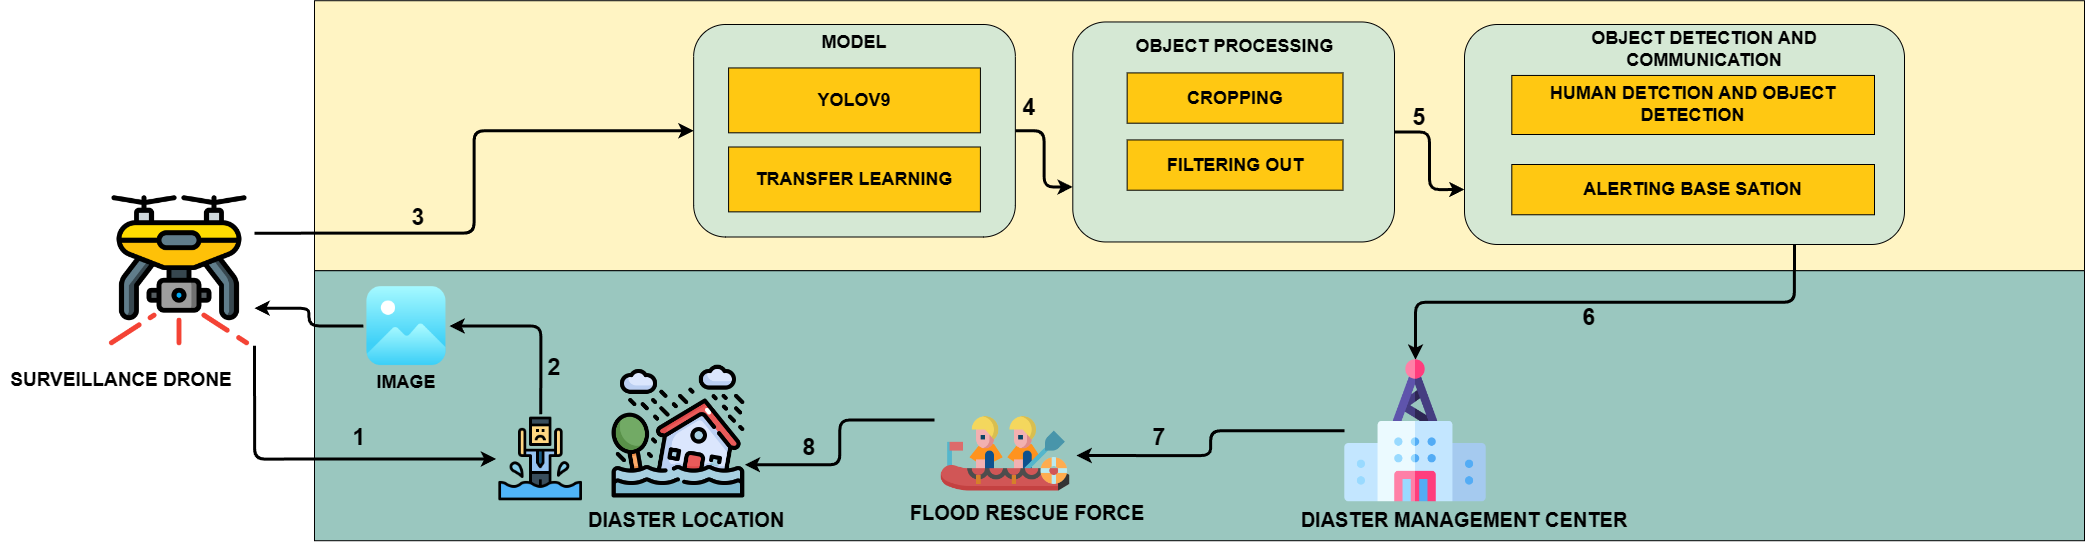 MODEL
YOLOV9
TRANSFER LEARNING
4
OBJECT PROCESSING
CROPPING
FILTERING OUT
5
OBJECT DETECTION AND
COMMUNICATION
HUMAN DETCTION AND OBJECT
DETECTION
ALERTING BASE SATION
3
SURVEILLANCE DRONE
IMAGE
2
1
6
DIASTER LOCATION
8
FLOOD RESCUE FORCE
7
DIASTER MANAGEMENT CENTER